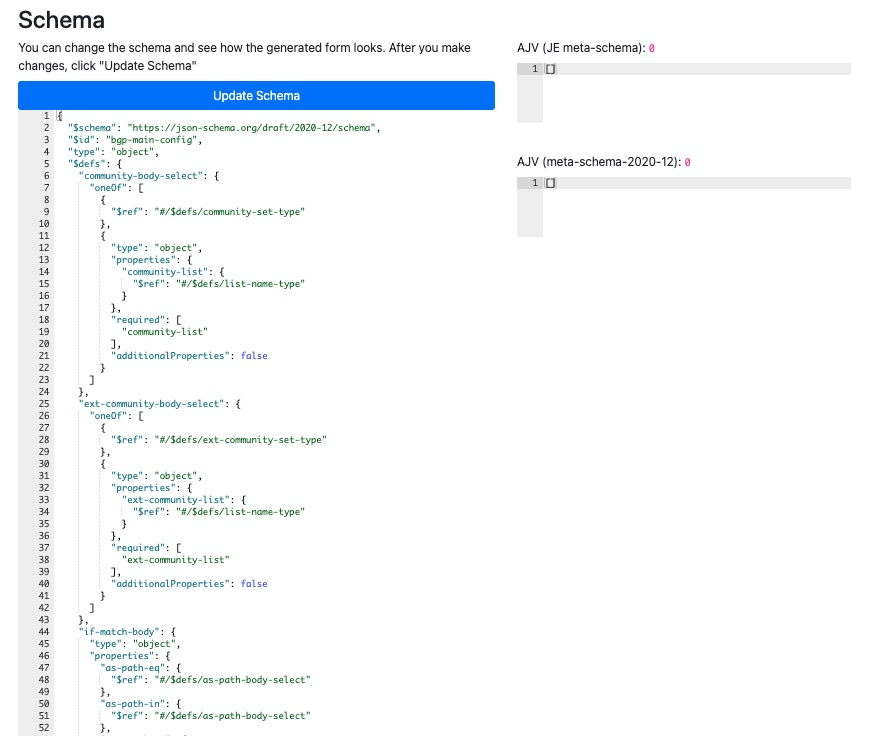 Schema
You can change the schema and see how the generated form looks. After you make
changes, click "Update Schema"
Update Schema
1 {
2 "$schema": "https://json-schema.org/draft/2020-12/schema",
3 "$id": "bgp-main-config",
4 "type": "object",
5 "$defs": {
6 "community-body-select": {
7 "oneOf": [
8 {
9 "$ref": "#/$defs/community-set-type"
10 },
11 {
12 "type": "object",
13 "properties": {
14 "community-list": {
15 "$ref": "#/$defs/list-name-type"
16 }
17 },
18 "required": [
19 "community-list"
20 ],
21 "additionalProperties": false
22 }
23 ]
24 },
25 "ext-community-body-select": {
26 "oneOf": [
27 {
28 "$ref": "#/$defs/ext-community-set-type"
29 },
30 {
31 "type": "object",
32 "properties": {
33 "ext-community-list": {
34 "$ref": "#/$defs/list-name-type"
35 }
36 },
37 "required": [
38 "ext-community-list"
39 ],
40 "additionalProperties": false
41 }
42 ]
43 },
44 "if-match-body": {
45 "type": "object",
46 "properties": {
47 "as-path-eq": {
48 "$ref": "#/$defs/as-path-body-select"
49 },
50 "as-path-in": {
51 "$ref": "#/$defs/as-path-body-select"
52 },
AJV (JE meta-schema): 0
1 []
AJV (meta-schema-2020-12): 0
1 []